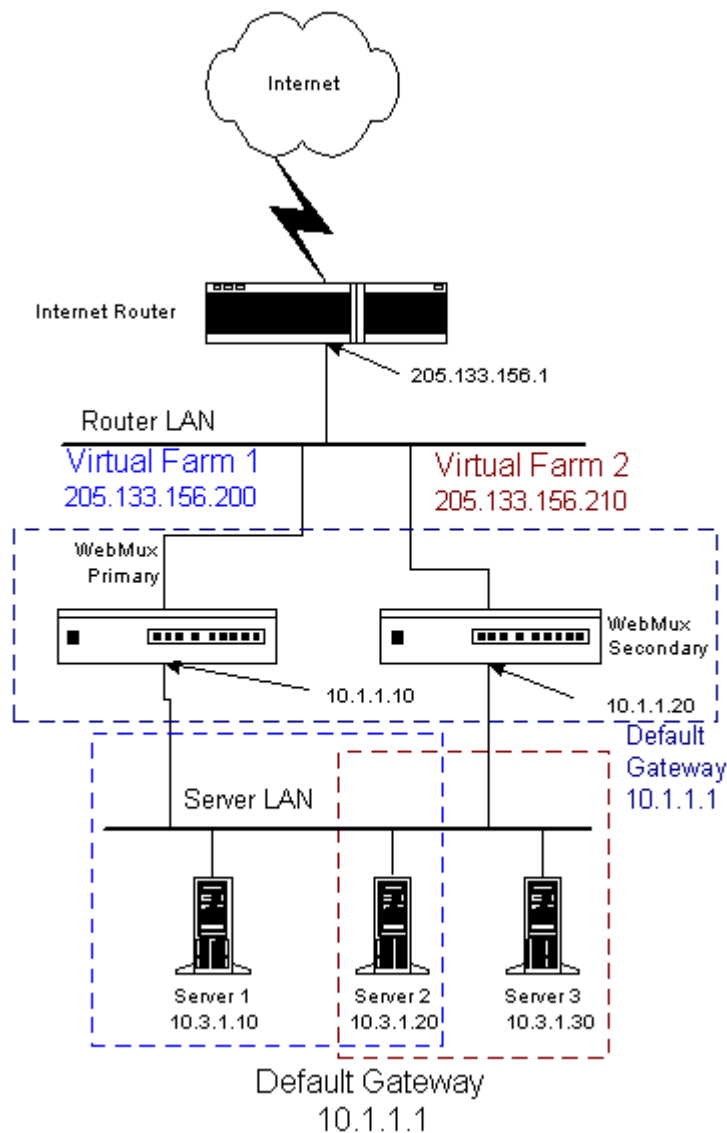 Internet
Internet Router
205.133.156.1
Router LAN
Virtual Farm 1
205.133.156.200
Virtual Farm 2
205.133.156.210
WebMux
Primary
WebMux
Secondary
10.1.1.10
10.1.1.20
Default
Gateway
10.1.1.1
Server LAN
Server 1
10.3.1.10
Server 2
10.3.1.20
Server 3
10.3.1.30
Default Gateway
10.1.1.1